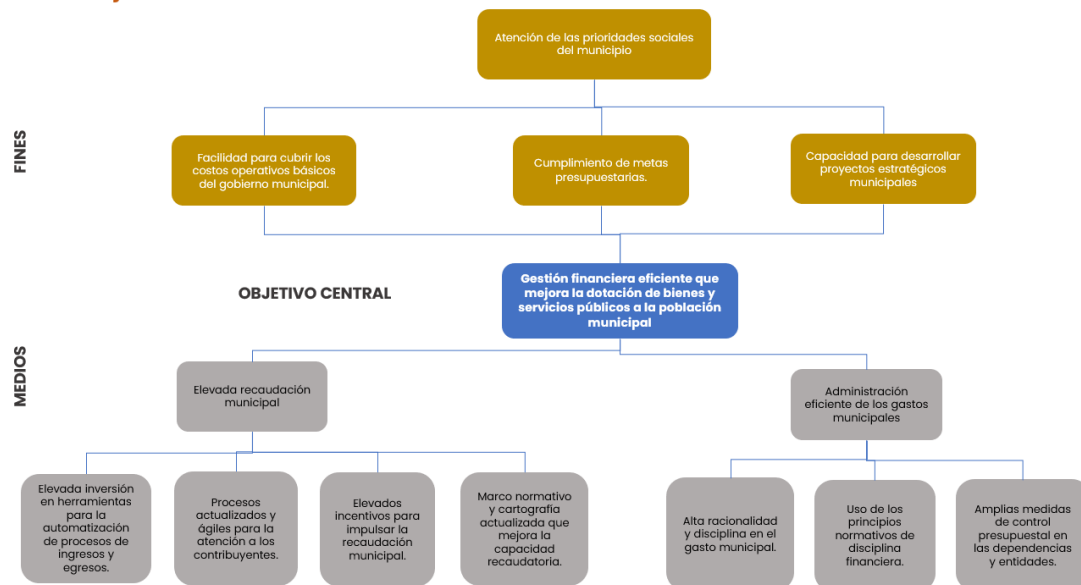 Atención de las prioridades sociales
del municipio
FINES
Facilidad para cubrir los
costos operativos básicos
del gobierno municipal.
Cumplimiento de metas
presupuestarias.
Capacidad para desarrollar
proyectos estratégicos
municipales
OBJETIVO CENTRAL
Gestión financiera eficiente que
mejora la dotación de bienes y
servicios públicos a la población
municipal
MEDIOS
Elevada recaudación
municipal
Administración
eficiente de los gastos
municipales
Elevada inversión
en herramientas
para la
automatización
de procesos de
ingresos y
egresos.
Procesos
actualizados y
ágiles para la
atención a los
contribuyentes.
Elevados
incentivos para
impulsar la
recaudación
municipal.
Marco normativo
y cartografía
actualizada que
mejora la
capacidad
recaudatoria.
Alta racionalidad
y disciplina en el
gasto municipal.
Uso de los
principios
normativos de
disciplina
financiera.
Amplias medidas
de control
presupuestal en
las dependencias
y entidades.